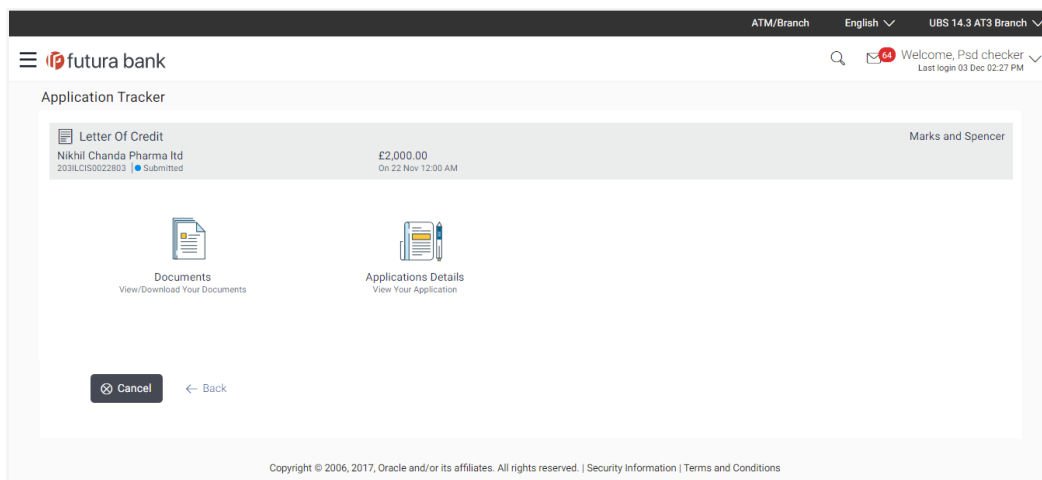 ATM/Branch English UBS 14.3 AT3 Branch
futura bank 64 Welcome, Psd checker
Last login 03 Dec 02:27 PM
Application Tracker
Letter Of Credit Marks and Spencer
Nikhil Chanda Pharma ltd £2,000.00
203ILCIS0022803 | Submitted On 22 Nov 12:00 AM
Documents Applications Details
View/Download Your Documents View Your Application
Cancel Back
Copyright © 2006, 2017, Oracle and/or its affiliates. All rights reserved. | Security Information | Terms and Conditions